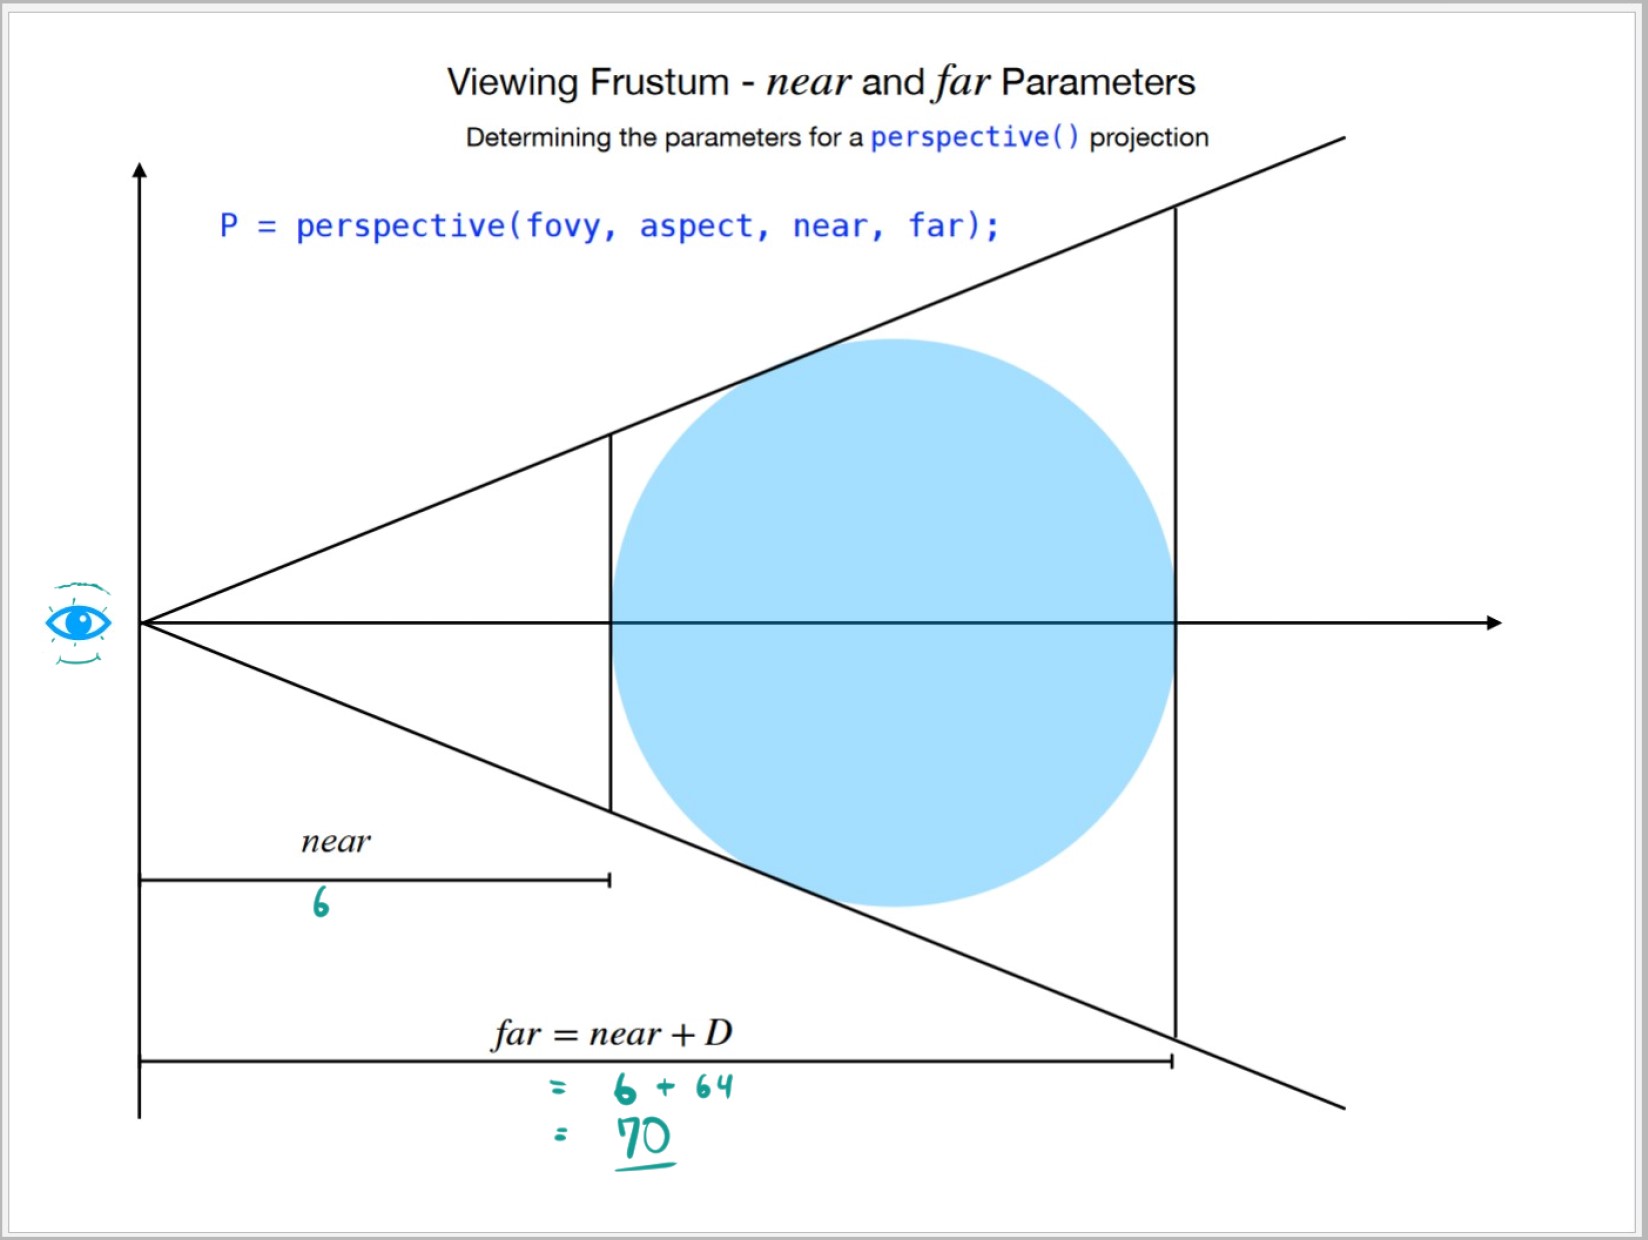 Viewing Frustum - near and far Parameters
Determining the parameters for a perspective() projection
P = perspective(fovy, aspect, near, far);
near
6
far = near + D
= 6 + 64
= 70